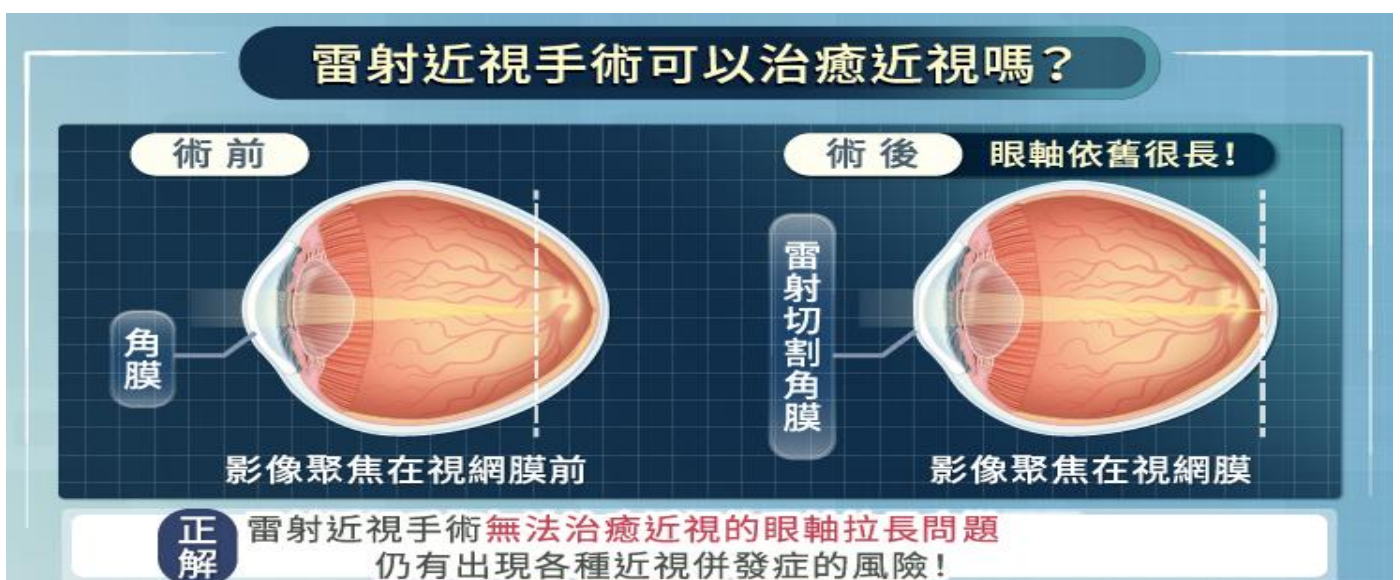 雷射近視手術可以治癒近視嗎?
術前
術後
眼軸依舊很長!
角膜
雷射切割角膜
影像聚焦在視網膜前
影像聚焦在視網膜
正解
雷射近視手術無法治癒近視的眼軸拉長問題
仍有出現各種近視併發症的風險!